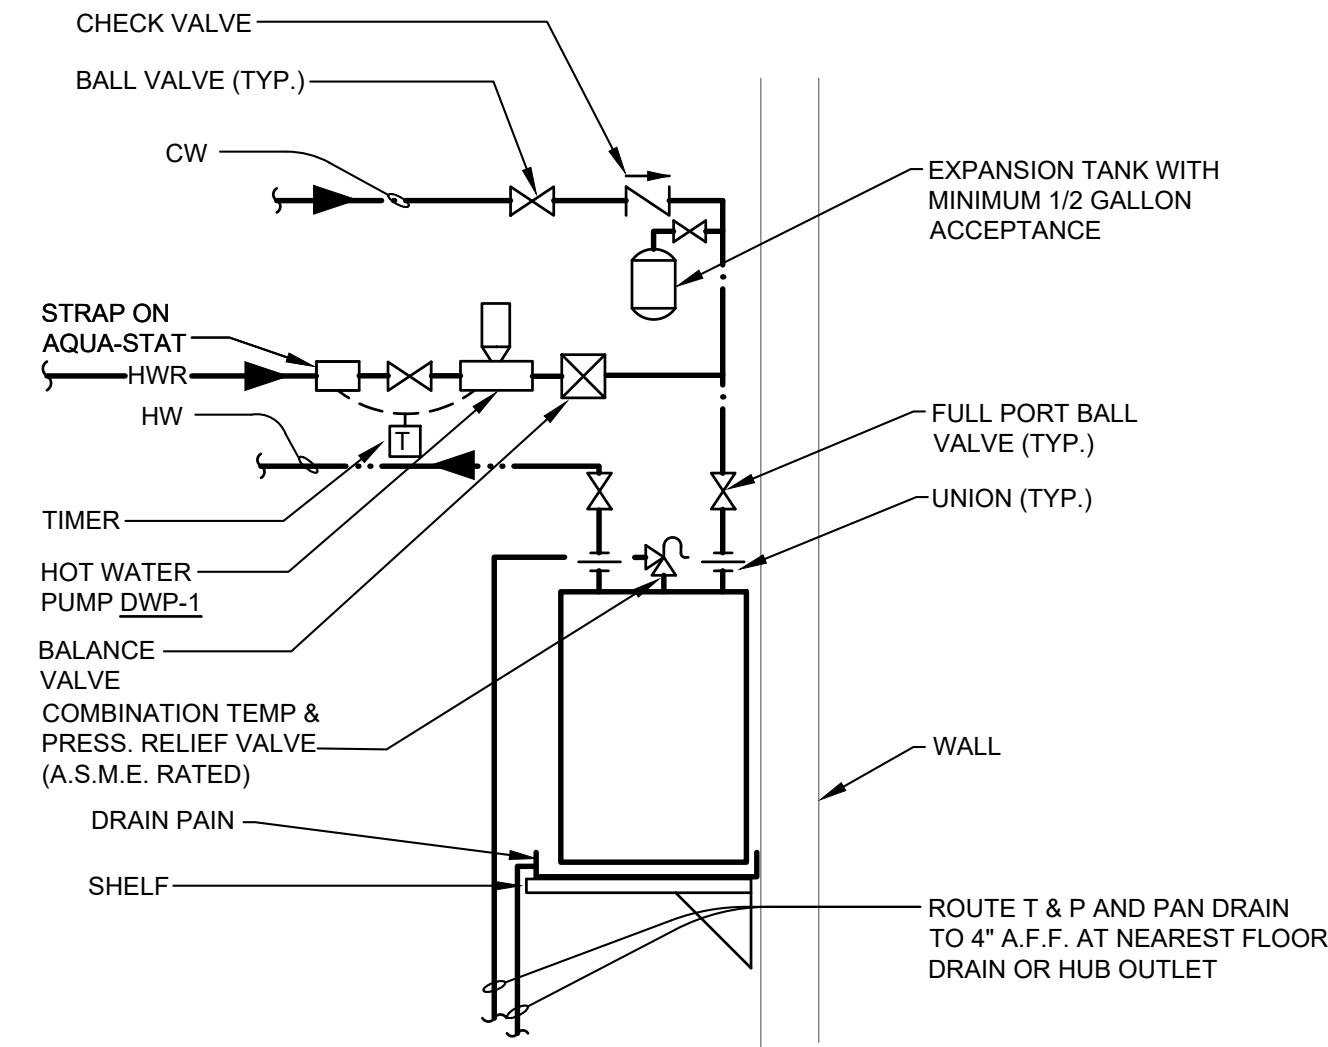 CHECK VALVE
BALL VALVE (TYP.)
CW
EXPANSION TANK WITH
MINIMUM 1/2 GALLON
ACCEPTANCE
STRAP ON
AQUA-STAT
HWR
HW
T
FULL PORT BALL
VALVE (TYP.)
UNION (TYP.)
TIMER
HOT WATER
PUMP DWP-1
BALANCE
VALVE
COMBINATION TEMP &
PRESS. RELIEF VALVE
(A.S.M.E. RATED)
WALL
DRAIN PAIN
SHELF
ROUTE T & P AND PAN DRAIN
TO 4" A.F.F. AT NEAREST FLOOR
DRAIN OR HUB OUTLET